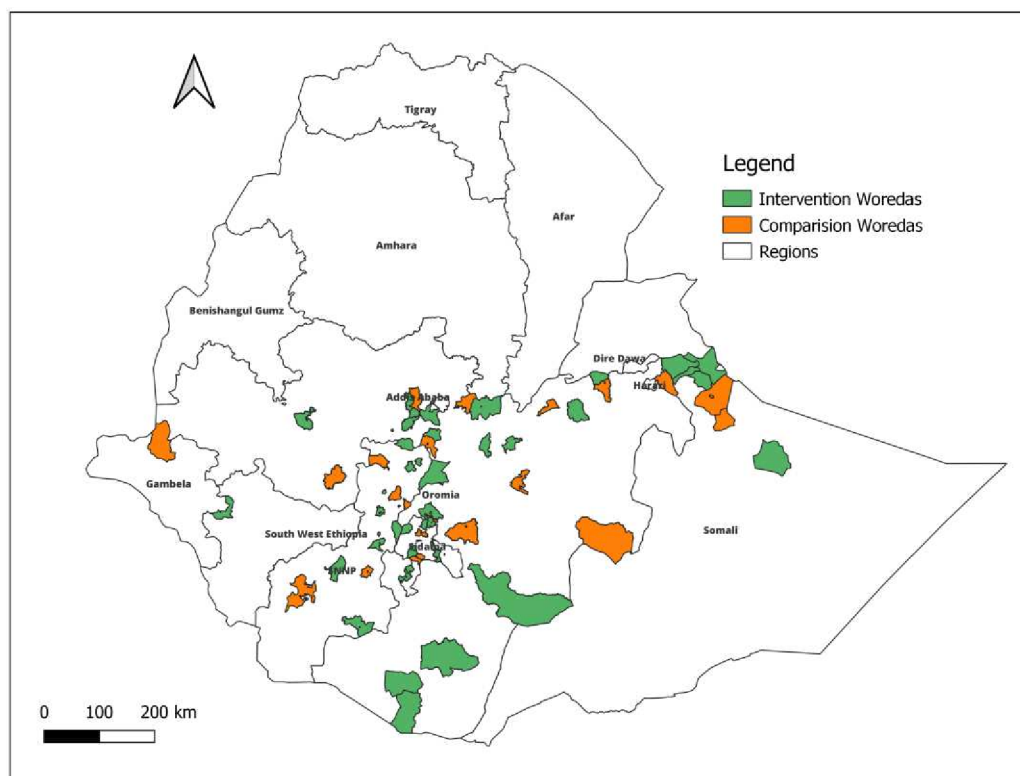 Tigray
Legend
Intervention Woredas
Afar
Comparision Woredas
Amhara
Regions
Benishangul Gumz
Dire Dawa
Harari
Addis Ababa
Gambela
Oromia
South West Ethiopia
Somali
Sidama
SNNP
0 100 200 km